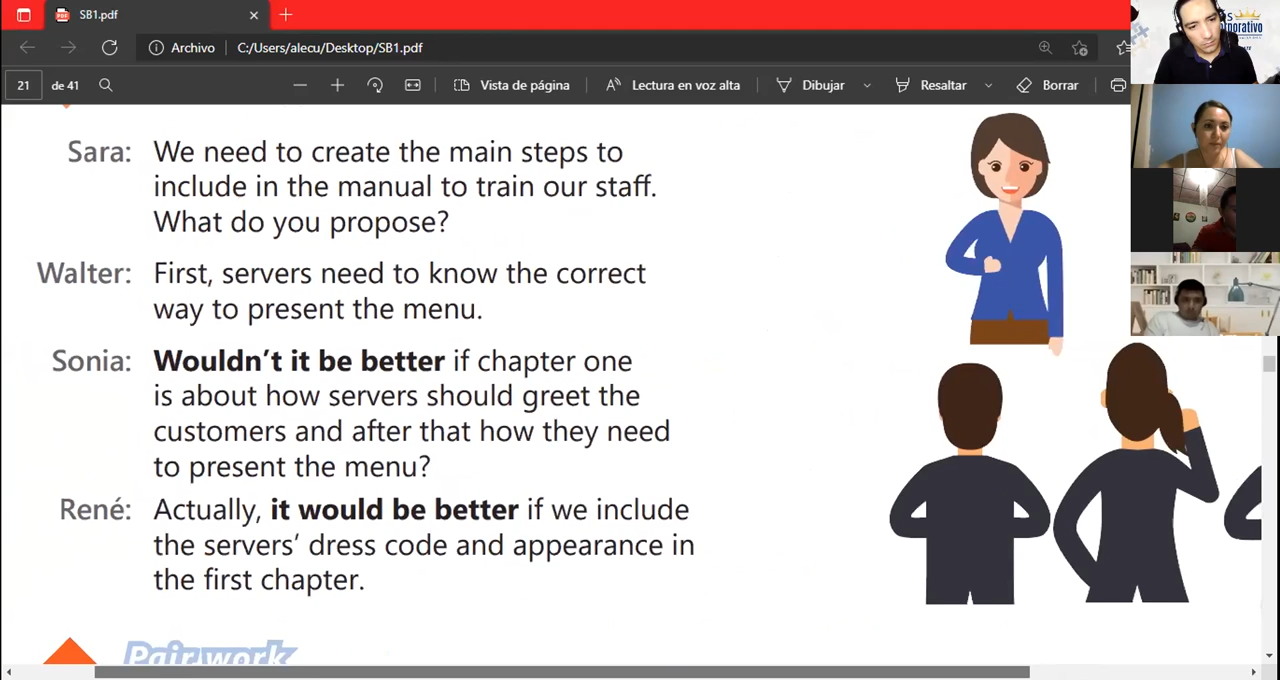 SB1.pdf
Archivo
C:/Users/alecu/Desktop/SB1.pdf
21
de 41
Vista de página
Lectura en voz alta
Dibujar
Resaltar
Borrar
Sara: We need to create the main steps to
include in the manual to train our staff.
What do you propose?
Walter: First, servers need to know the correct
way to present the menu.
Sonia: Wouldn't it be better if chapter one
is about how servers should greet the
customers and after that how they need
to present the menu?
René: Actually, it would be better if we include
the servers' dress code and appearance in
the first chapter.
Pair work